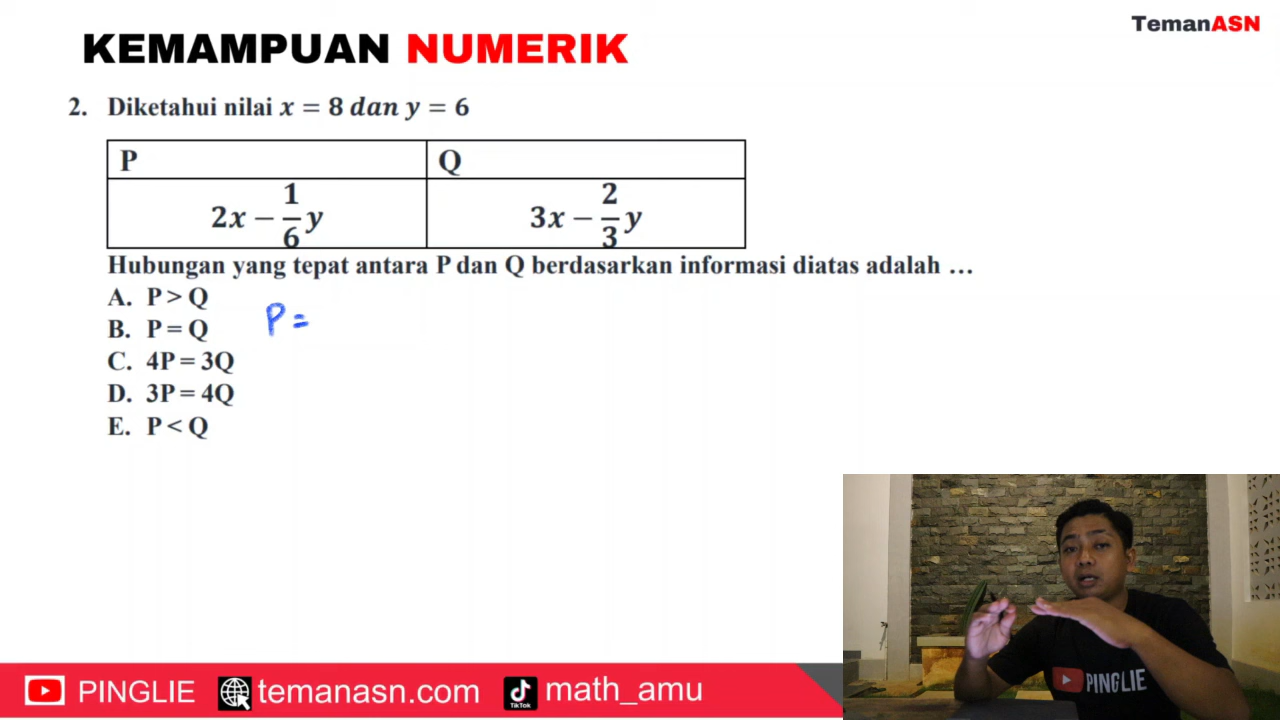 TemanASN
KEMAMPUAN NUMERIK
2. Diketahui nilai x = 8 dan y = 6
P Q
2x − 1/6 y 3x − 2/3 y
Hubungan yang tepat antara P dan Q berdasarkan informasi diatas adalah …
A. P > Q
B. P = Q
P =
C. 4P = 3Q
D. 3P = 4Q
E. P < Q
PINGLIE
PINGLIE temanasn.com TikTok math_amu